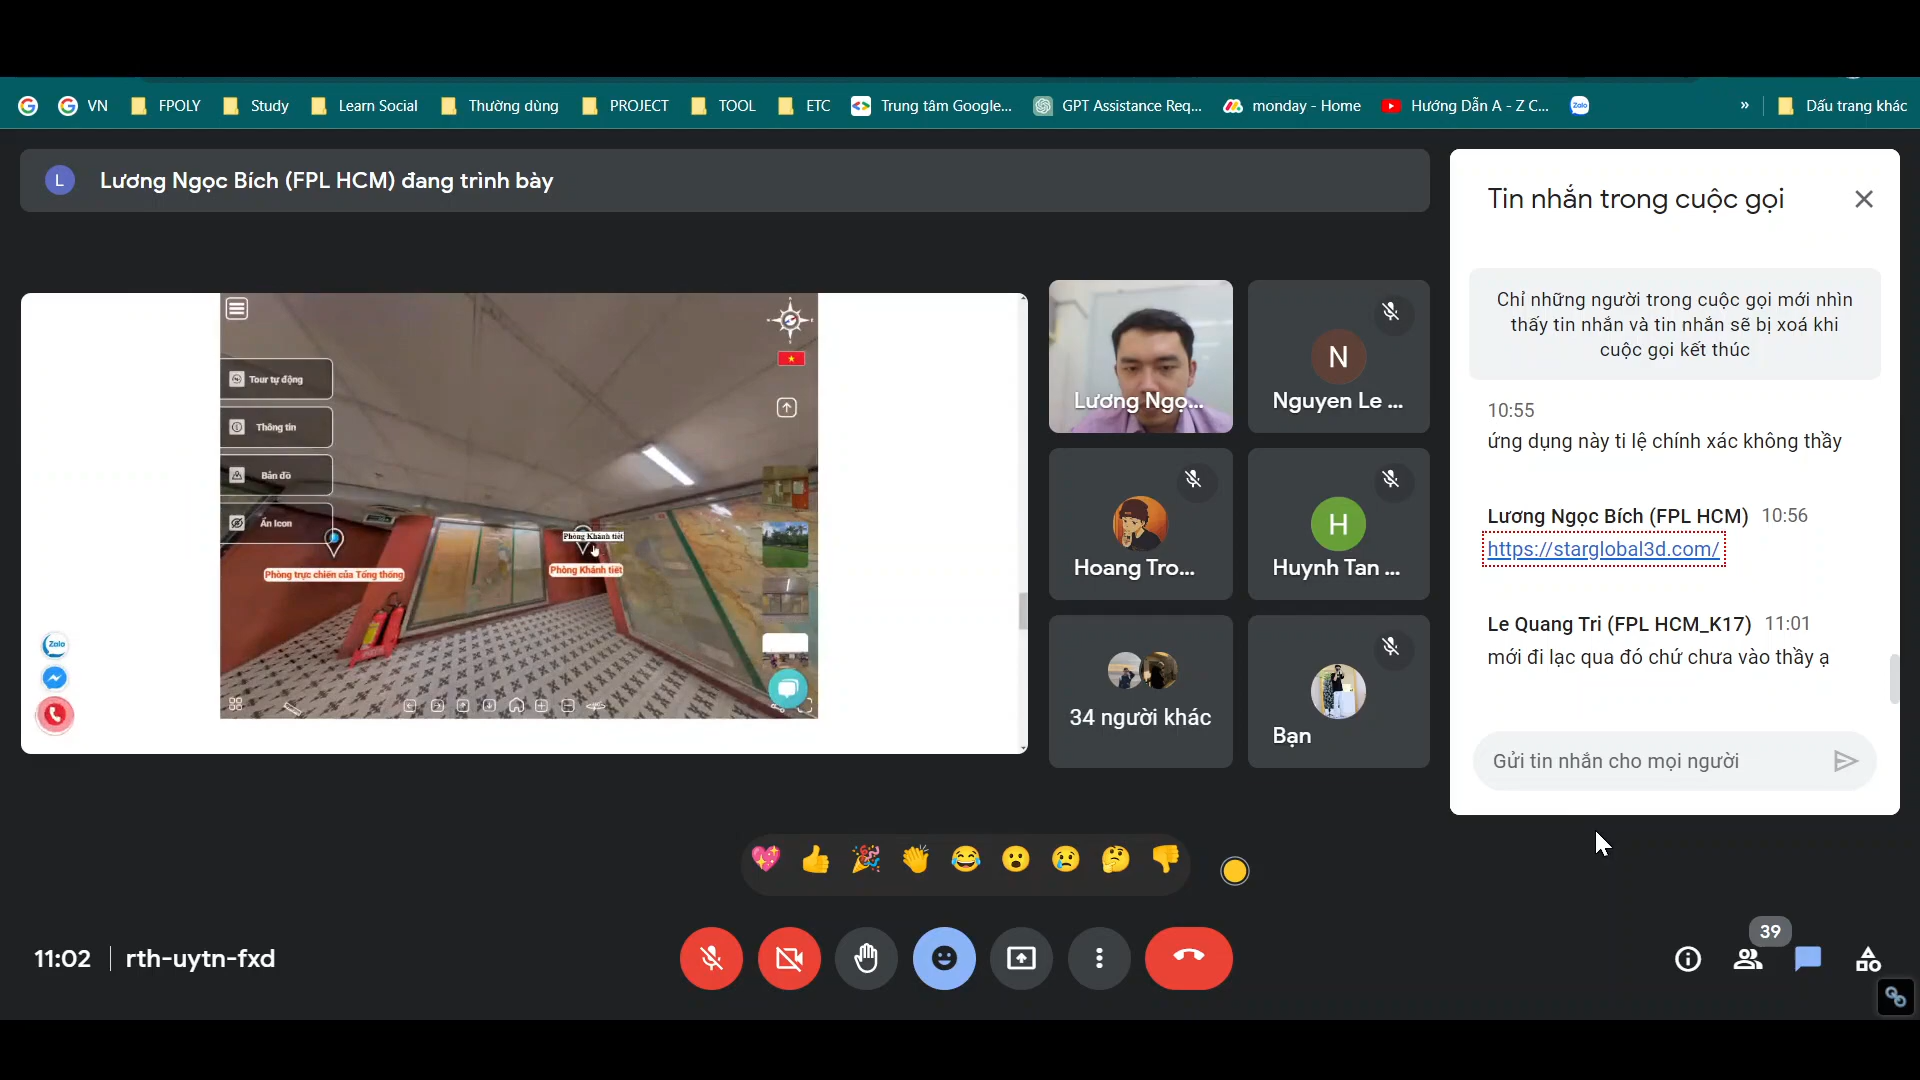 VN
FPOLY
Study
Learn Social
Thường dùng
PROJECT
TOOL
ETC
Trung tâm Google...
GPT Assistance Req...
monday - Home
Hướng Dẫn A - Z C...
Zalo
»
Dấu trang khác
L
Lương Ngọc Bích (FPL HCM) đang trình bày
Tour tự động
Thông tin
Bản đồ
Ẩn Icon
Phòng Khánh tiết
Phòng trực chiến của Tổng thống
Phòng Khánh tiết
Zalo
Lương Ngọ...
N
Nguyen Le ...
Hoang Tro...
H
Huynh Tan ...
34 người khác
Bạn
Tin nhắn trong cuộc gọi
Chỉ những người trong cuộc gọi mới nhìn
thấy tin nhắn và tin nhắn sẽ bị xoá khi
cuộc gọi kết thúc
10:55
ứng dụng này ti lệ chính xác không thầy
Lương Ngọc Bích (FPL HCM) 10:56
https://starglobal3d.com/
Le Quang Tri (FPL HCM_K17) 11:01
mới đi lạc qua đó chứ chưa vào thầy ạ
Gửi tin nhắn cho mọi người
11:02 | rth-uytn-fxd
39